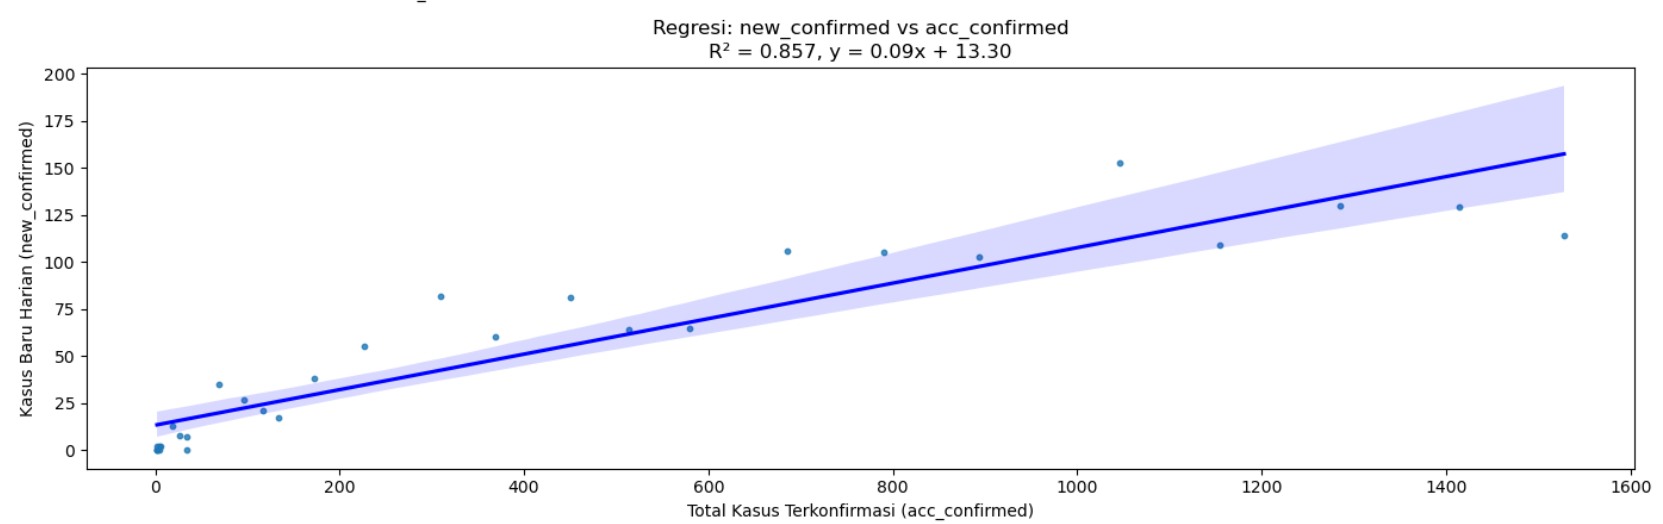 Regresi: new_confirmed vs acc_confirmed
R² = 0.857, y = 0.09x + 13.30
Kasus Baru Harian (new_confirmed)
200
175
150
125
100
75
50
25
0
0 200 400 600 800 1000 1200 1400 1600
Total Kasus Terkonfirmasi (acc_confirmed)